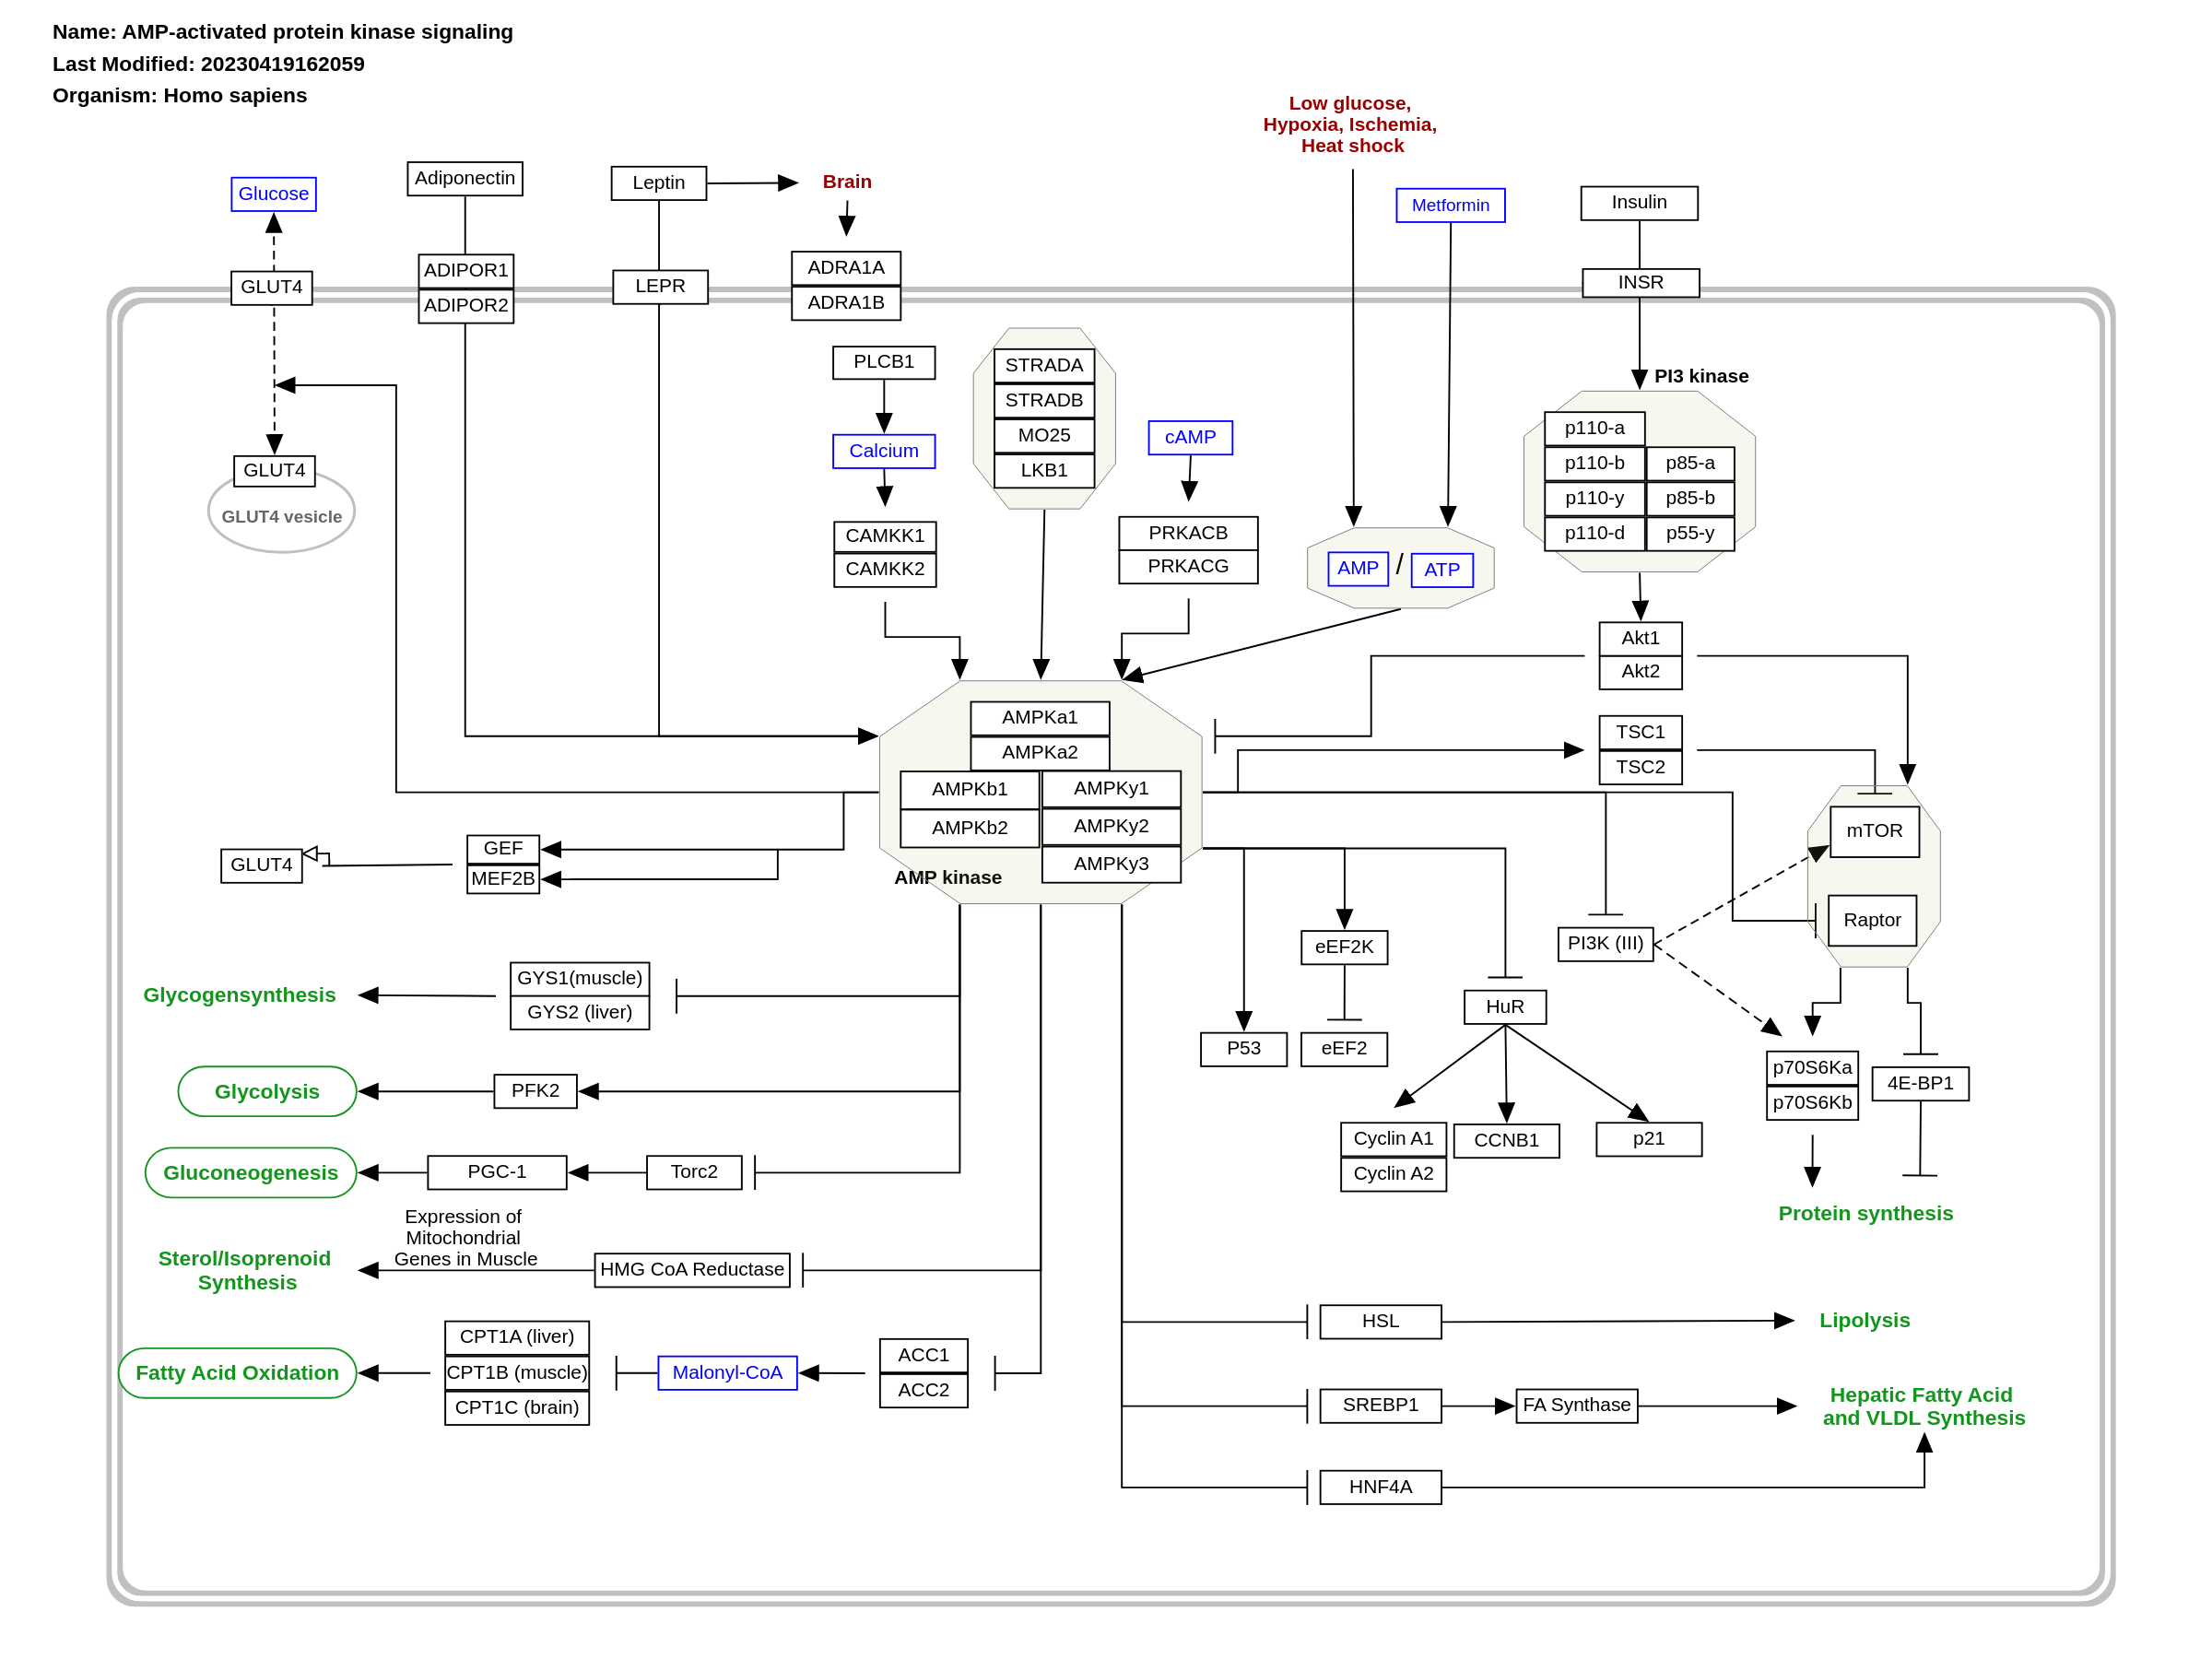 Name: AMP-activated protein kinase signaling
Last Modified: 20230419162059
Organism: Homo sapiens
Low glucose,
Hypoxia, Ischemia,
Heat shock
Glucose
Adiponectin
Leptin
Brain
Metformin
Insulin
GLUT4
ADIPOR1
ADIPOR2
LEPR
ADRA1A
ADRA1B
INSR
PLCB1
Calcium
CAMKK1
CAMKK2
STRADA
STRADB
MO25
LKB1
cAMP
PRKACB
PRKACG
AMP / ATP
PI3 kinase
p110-a
p110-b
p85-a
p110-y
p85-b
p110-d
p55-y
GLUT4
GLUT4 vesicle
Akt1
Akt2
TSC1
TSC2
AMPKa1
AMPKa2
AMPKb1
AMPKy1
AMPKb2
AMPKy2
AMPKy3
AMP kinase
mTOR
Raptor
GLUT4
GEF
MEF2B
eEF2K
PI3K (III)
Glycogensynthesis
GYS1(muscle)
GYS2 (liver)
HuR
P53
eEF2
p70S6Ka
p70S6Kb
4E-BP1
Glycolysis
PFK2
Cyclin A1
Cyclin A2
CCNB1
p21
Gluconeogenesis
PGC-1
Torc2
Protein synthesis
Expression of
Mitochondrial
Genes in Muscle
Sterol/Isoprenoid
Synthesis
HMG CoA Reductase
HSL
Lipolysis
Fatty Acid Oxidation
CPT1A (liver)
CPT1B (muscle)
CPT1C (brain)
Malonyl-CoA
ACC1
ACC2
SREBP1
FA Synthase
Hepatic Fatty Acid
and VLDL Synthesis
HNF4A